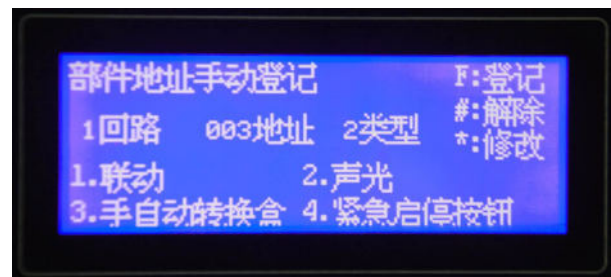 部件地址手动登记 F:登记
#:解除
1回路 003地址 2类型 *:修改
1.联动 2.声光
3.手自动转换盒 4.紧急启停按钮